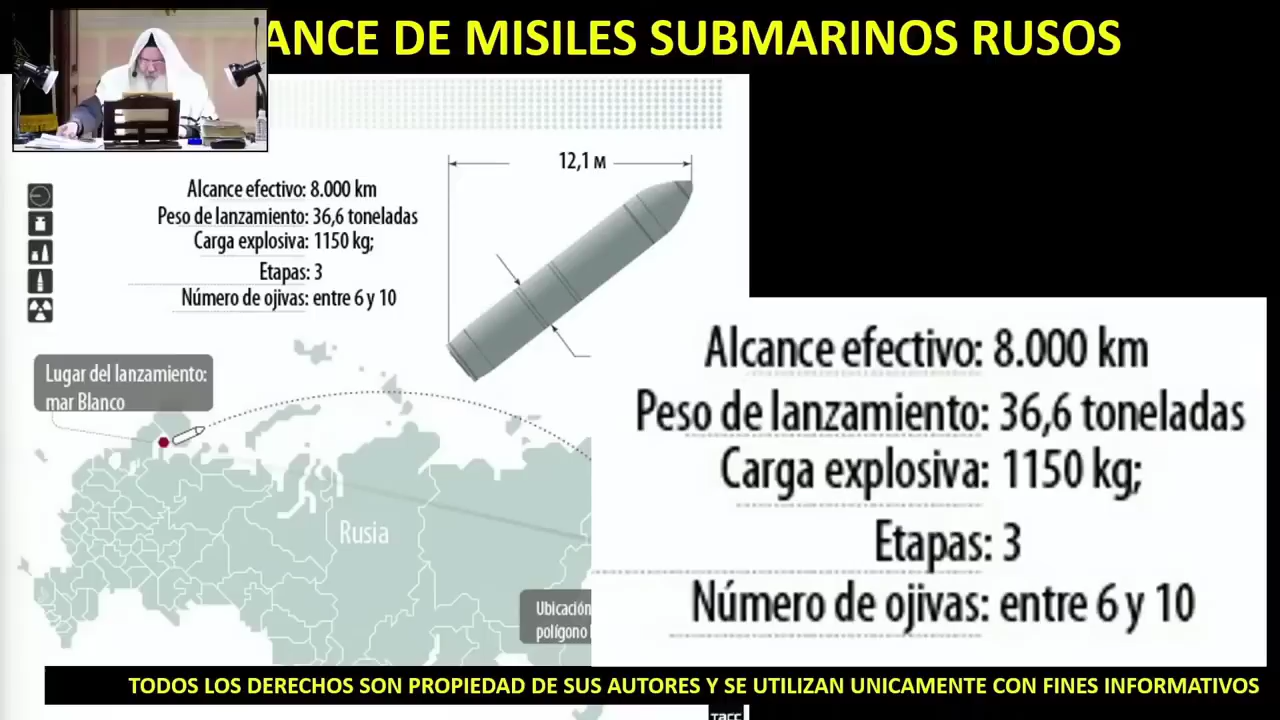 ANCE DE MISILES SUBMARINOS RUSOS
12,1 м
Alcance efectivo: 8.000 km
Peso de lanzamiento: 36,6 toneladas
Carga explosiva: 1150 kg;
Etapas: 3
Número de ojivas: entre 6 y 10
Lugar del lanzamiento:
mar Blanco
Rusia
Ubicación
polígono
Alcance efectivo: 8.000 km
Peso de lanzamiento: 36,6 toneladas
Carga explosiva: 1150 kg;
Etapas: 3
Número de ojivas: entre 6 y 10
TODOS LOS DERECHOS SON PROPIEDAD DE SUS AUTORES Y SE UTILIZAN UNICAMENTE CON FINES INFORMATIVOS
тасс